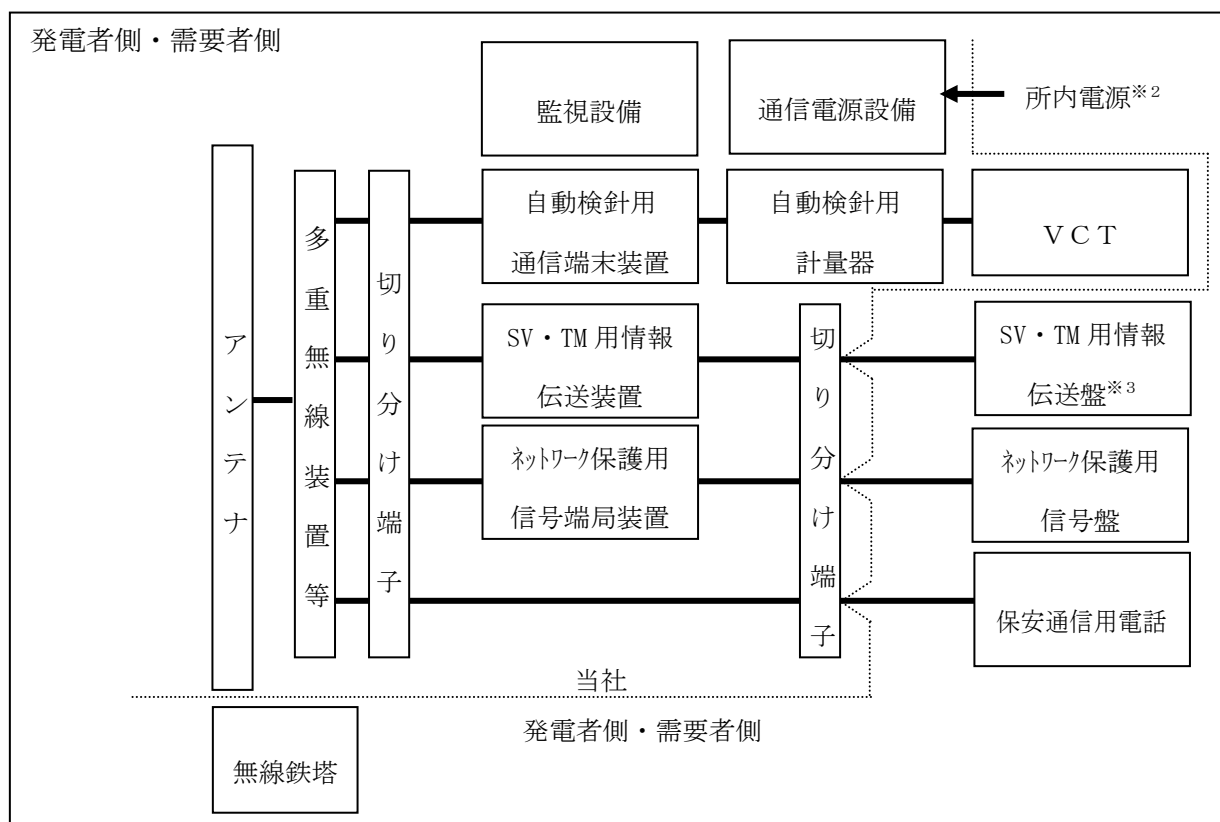 発電者側・需要者側
監視設備
通信電源設備
所内電源※2
アンテナ
多重無線装置等
切り分け端子
自動検針用
通信端末装置
自動検針用
計量器
ＶＣＴ
SV・TM 用情報
伝送装置
切り分け端子
SV・TM 用情報
伝送盤※3
ﾈｯﾄﾜｰｸ保護用
信号端局装置
ﾈｯﾄﾜｰｸ保護用
信号盤
保安通信用電話
当社
発電者側・需要者側
無線鉄塔